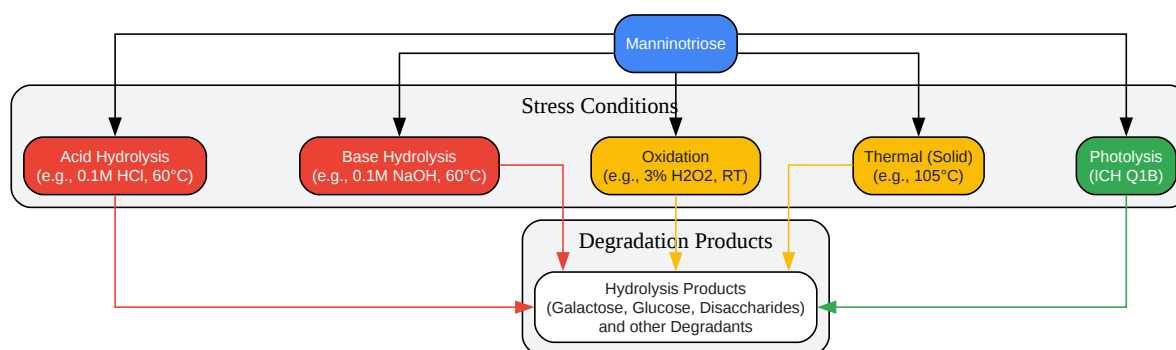 Manninotriose
Stress Conditions
Acid Hydrolysis
(e.g., 0.1M HCl, 60°C)
Base Hydrolysis
(e.g., 0.1M NaOH, 60°C)
Oxidation
(e.g., 3% H2O2, RT)
Thermal (Solid)
(e.g., 105°C)
Photolysis
(ICH Q1B)
Degradation Products
Hydrolysis Products
(Galactose, Glucose, Disaccharides)
and other Degradants